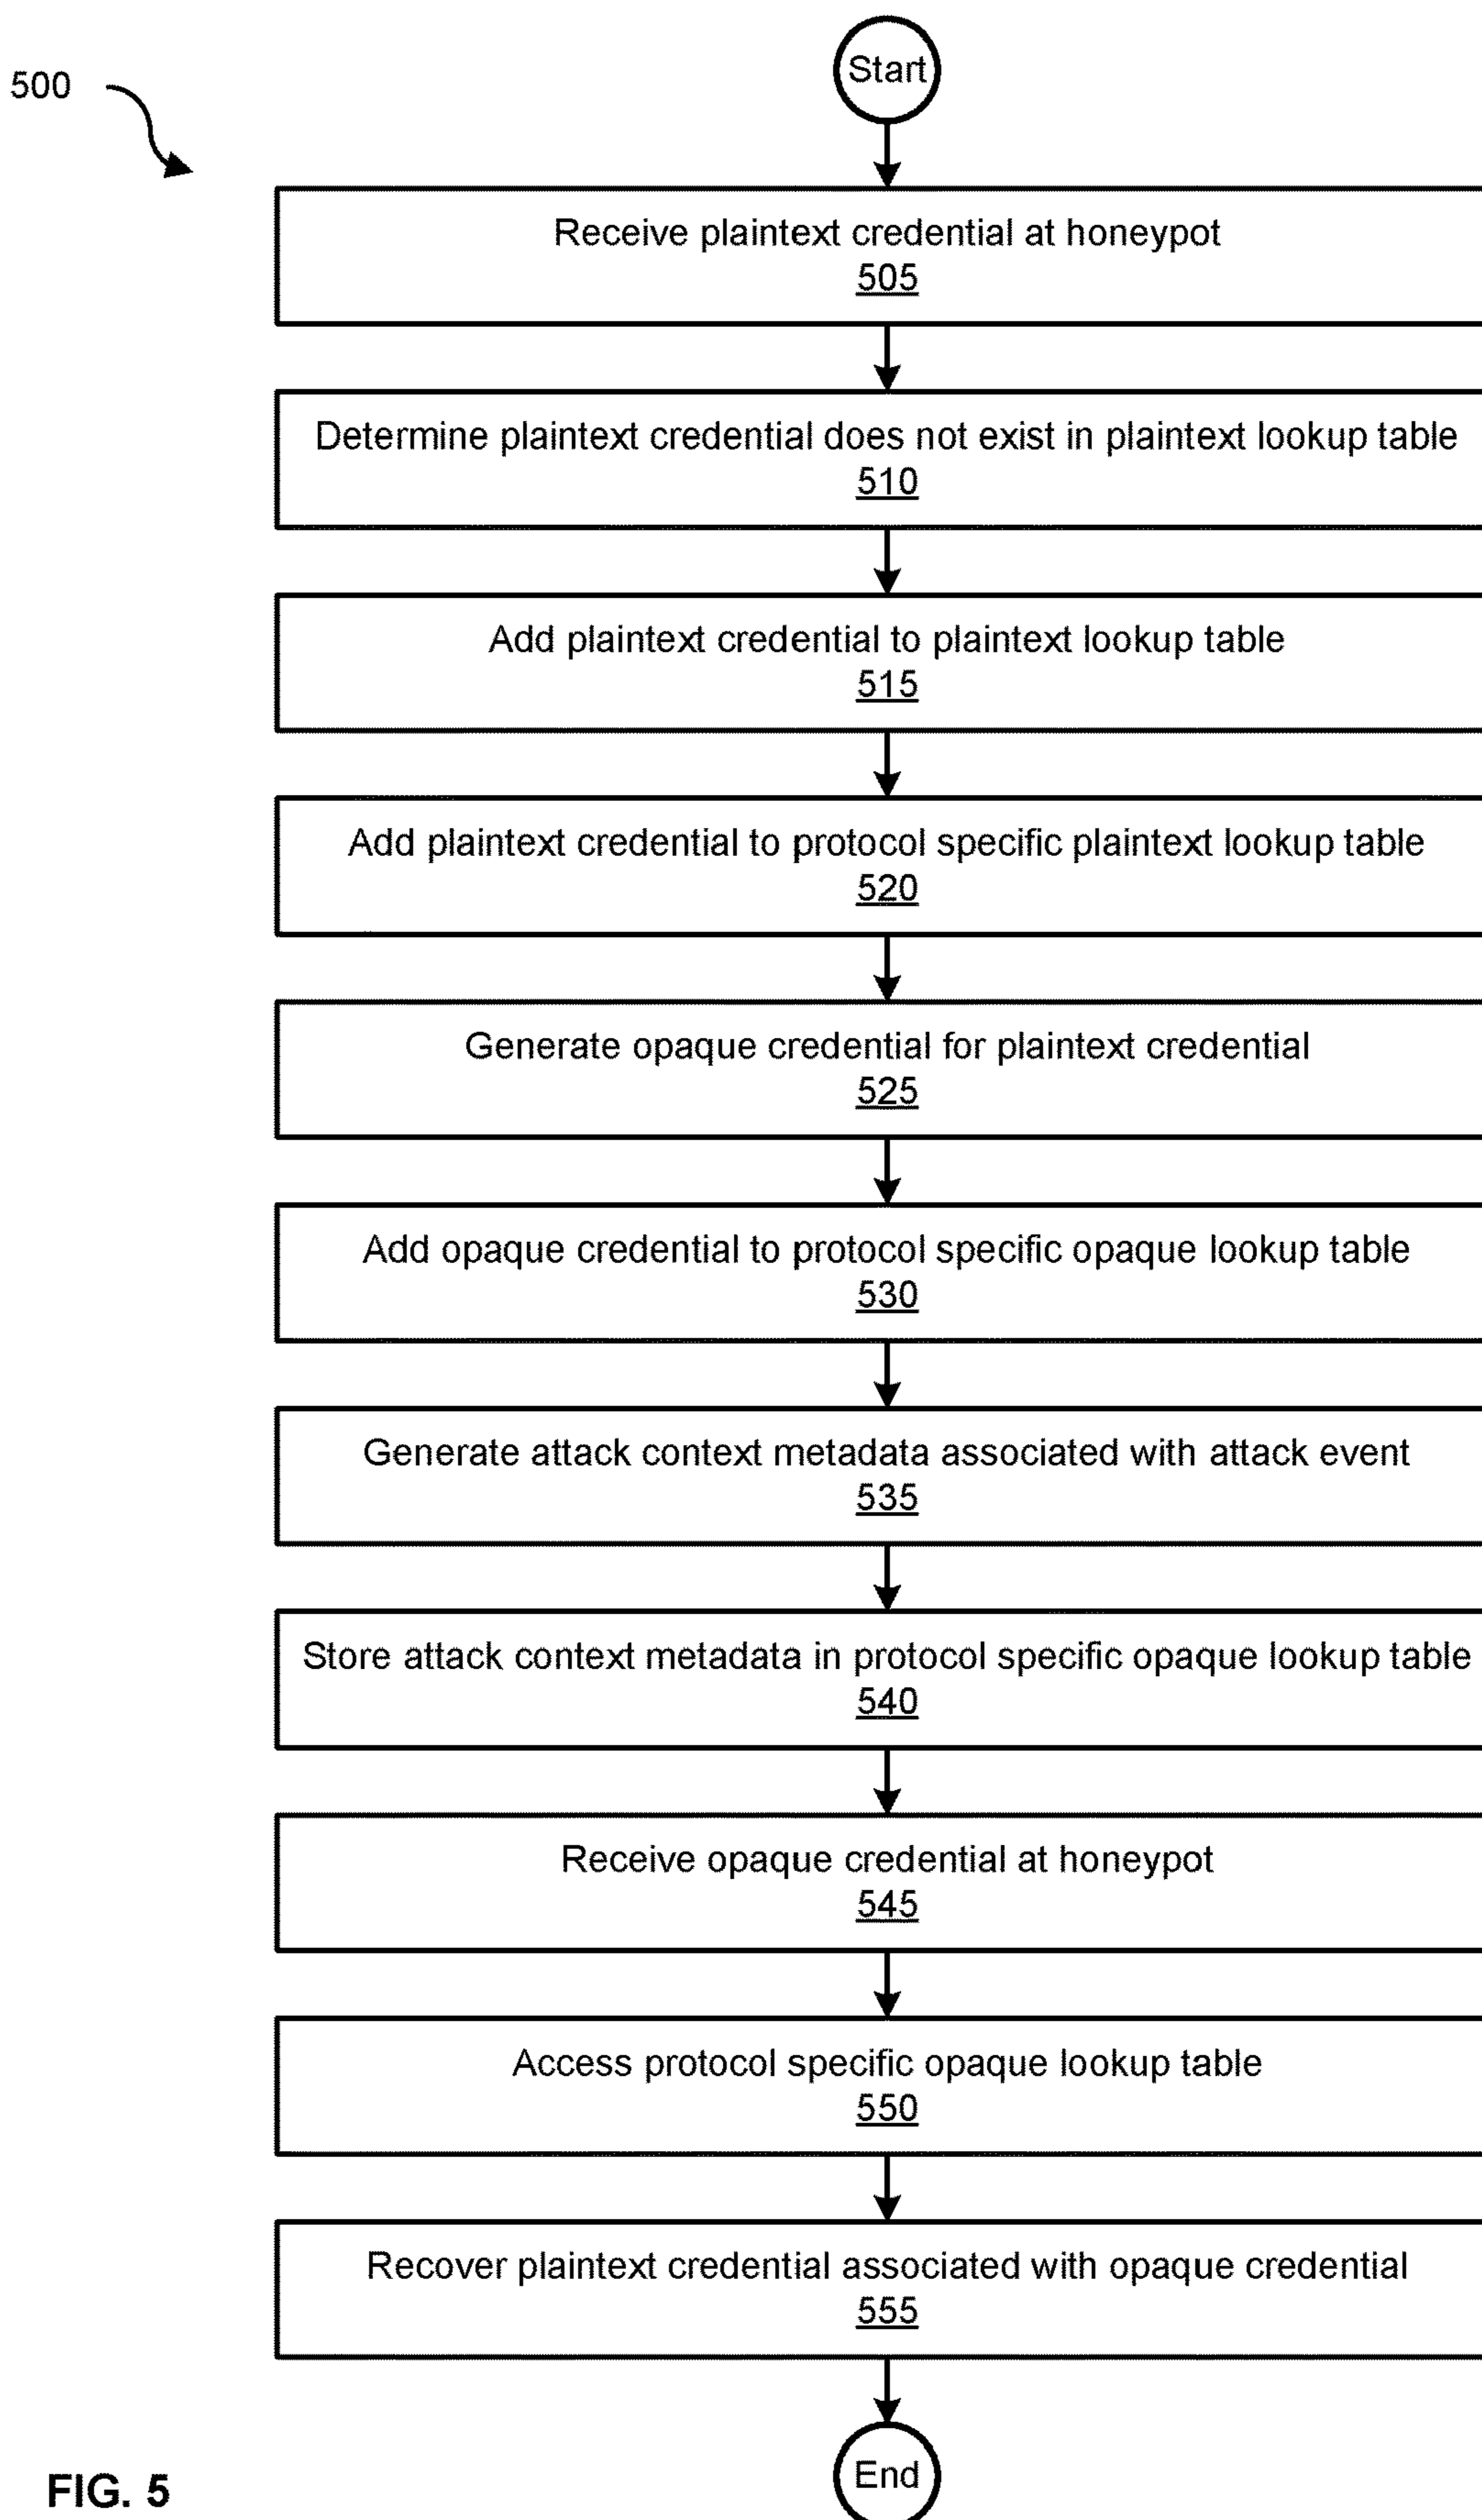 500
Start
Receive plaintext credential at honeypot
505
Determine plaintext credential does not exist in plaintext lookup table
510
Add plaintext credential to plaintext lookup table
515
Add plaintext credential to protocol specific plaintext lookup table
520
Generate opaque credential for plaintext credential
525
Add opaque credential to protocol specific opaque lookup table
530
Generate attack context metadata associated with attack event
535
Store attack context metadata in protocol specific opaque lookup table
540
Receive opaque credential at honeypot
545
Access protocol specific opaque lookup table
550
Recover plaintext credential associated with opaque credential
555
End
FIG. 5